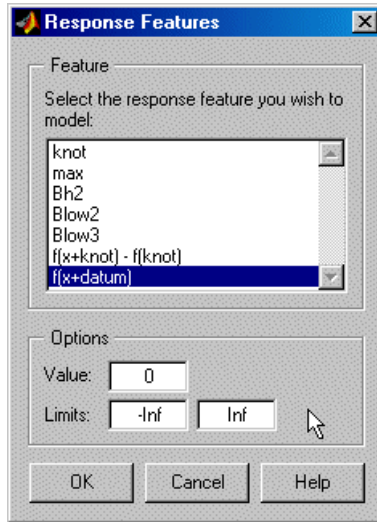 Response Features
Feature
Select the response feature you wish to
model:
knot
max
Bh2
Blow2
Blow3
f(x+knot) - f(knot)
f(x+datum)
Options
Value: 0
Limits: -Inf Inf
OK Cancel Help